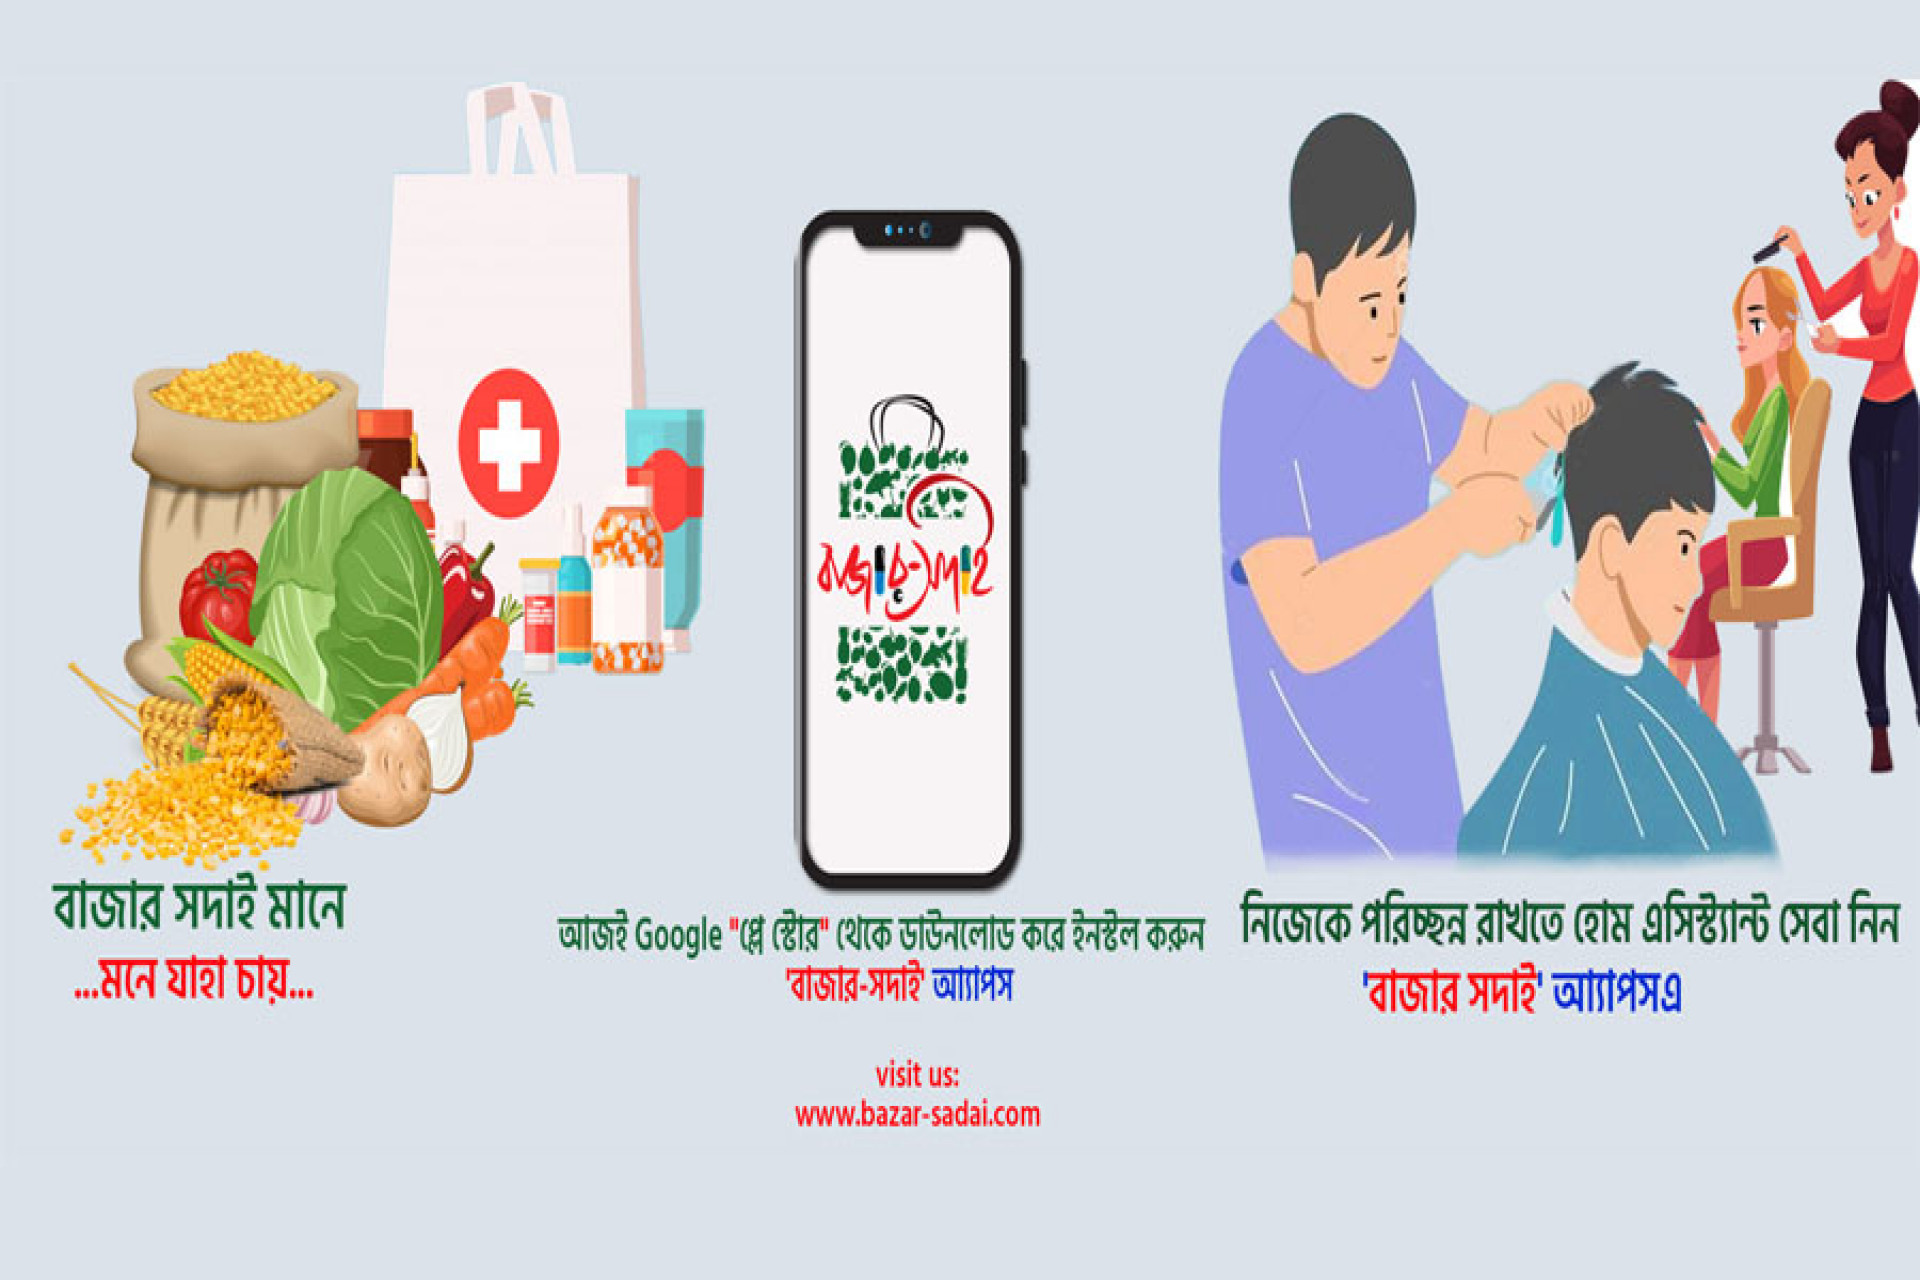 বাজার-সদাই
বাজার সদাই মানে
...মনে যাহা চায়...
আজই Google "প্লে স্টোর" থেকে ডাউনলোড করে ইনস্টল করুন
'বাজার-সদাই' অ্যাপস
visit us:
www.bazar-sadai.com
নিজেকে পরিচ্ছন্ন রাখতে হোম এসিস্ট্যান্ট সেবা নিন
'বাজার সদাই' অ্যাপসএ